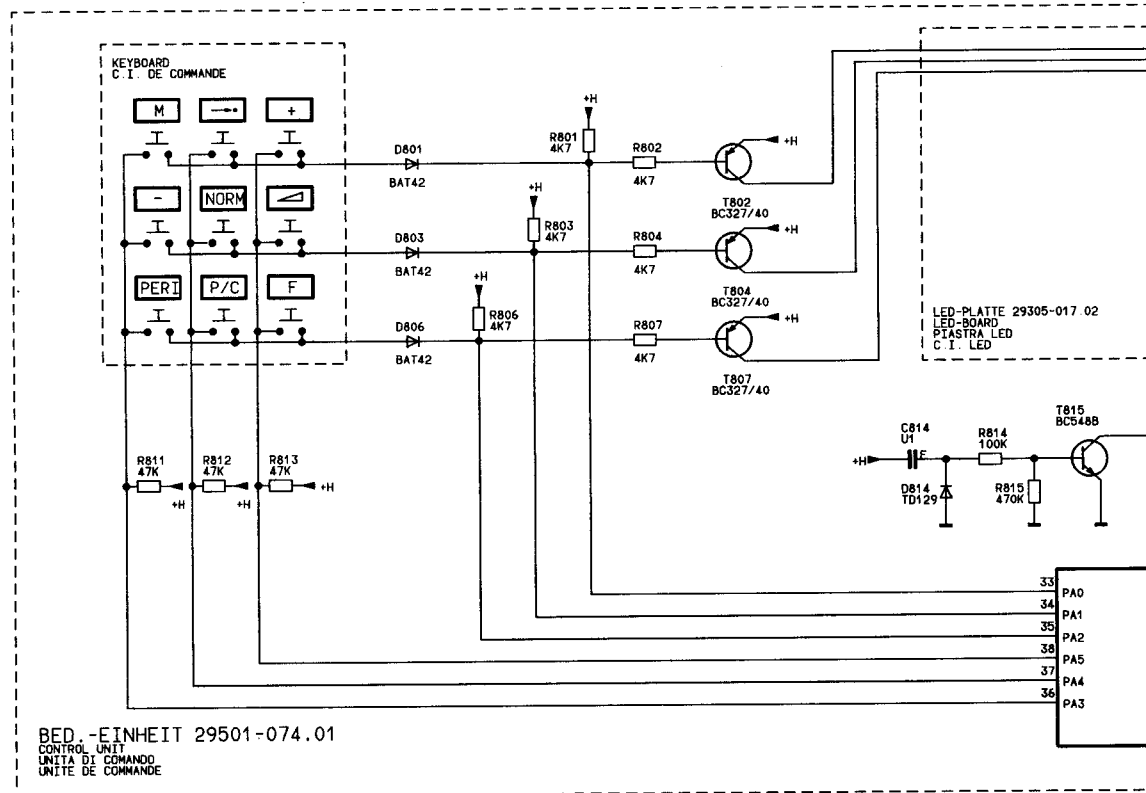 KEYBOARD
C.I. DE COMMANDE
M
+
-
NORM
PERI
P/C
F
D801
BAT42
D803
BAT42
D806
BAT42
+H
R801
4K7
+H
R803
4K7
+H
R806
4K7
R802
4K7
R804
4K7
R807
4K7
+H
T802
BC327/40
+H
T804
BC327/40
+H
T807
BC327/40
LED-PLATTE 29305-017.02
LED-BOARD
PIASTRA LED
C.I. LED
T815
BC548B
C814
U1
F
+H
R814
100K
D814
TD129
R815
470K
R811
47K
+H
R812
47K
+H
R813
47K
+H
33 PA0
34 PA1
35 PA2
38 PA5
37 PA4
36 PA3
BED.-EINHEIT 29501-074.01
CONTROL UNIT
UNITA DI COMANDO
UNITE DE COMMANDE